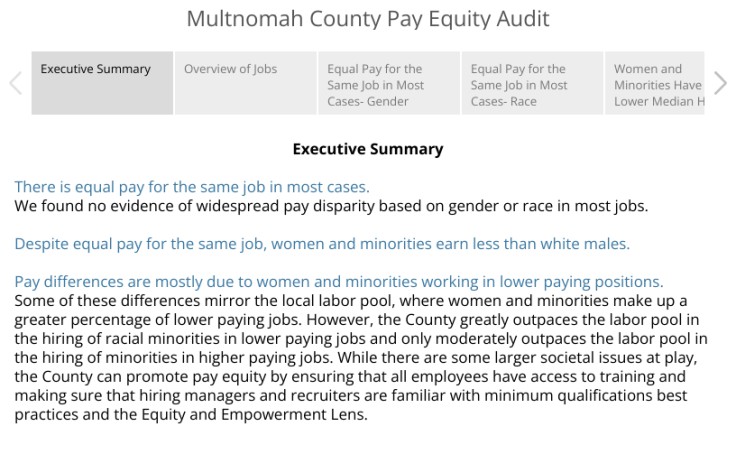 Multnomah County Pay Equity Audit
Executive Summary
Overview of Jobs
Equal Pay for the
Same Job in Most
Cases- Gender
Equal Pay for the
Same Job in Most
Cases- Race
Women and
Minorities Have
Lower Median H
Executive Summary
There is equal pay for the same job in most cases.
We found no evidence of widespread pay disparity based on gender or race in most jobs.
Despite equal pay for the same job, women and minorities earn less than white males.
Pay differences are mostly due to women and minorities working in lower paying positions.
Some of these differences mirror the local labor pool, where women and minorities make up a
greater percentage of lower paying jobs. However, the County greatly outpaces the labor pool in
the hiring of racial minorities in lower paying jobs and only moderately outpaces the labor pool in
the hiring of minorities in higher paying jobs. While there are some larger societal issues at play,
the County can promote pay equity by ensuring that all employees have access to training and
making sure that hiring managers and recruiters are familiar with minimum qualifications best
practices and the Equity and Empowerment Lens.